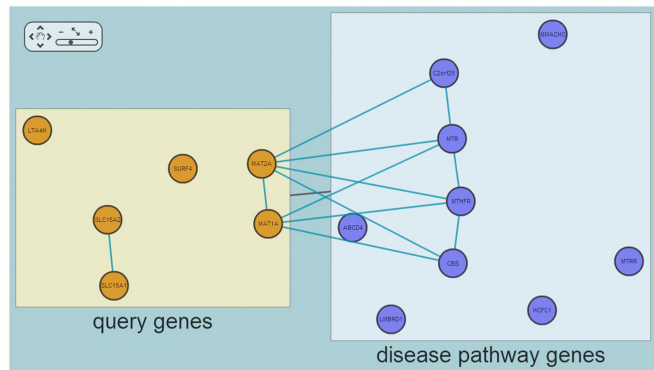 MMACHC
C2orf25
LTA4H
MTR
MAT2A
SURF4
MTHFR
SLC15A2
MAT1A
ABCD4
CBS
MTRR
SLC15A1
HCFC1
LMBRD1
query genes
disease pathway genes